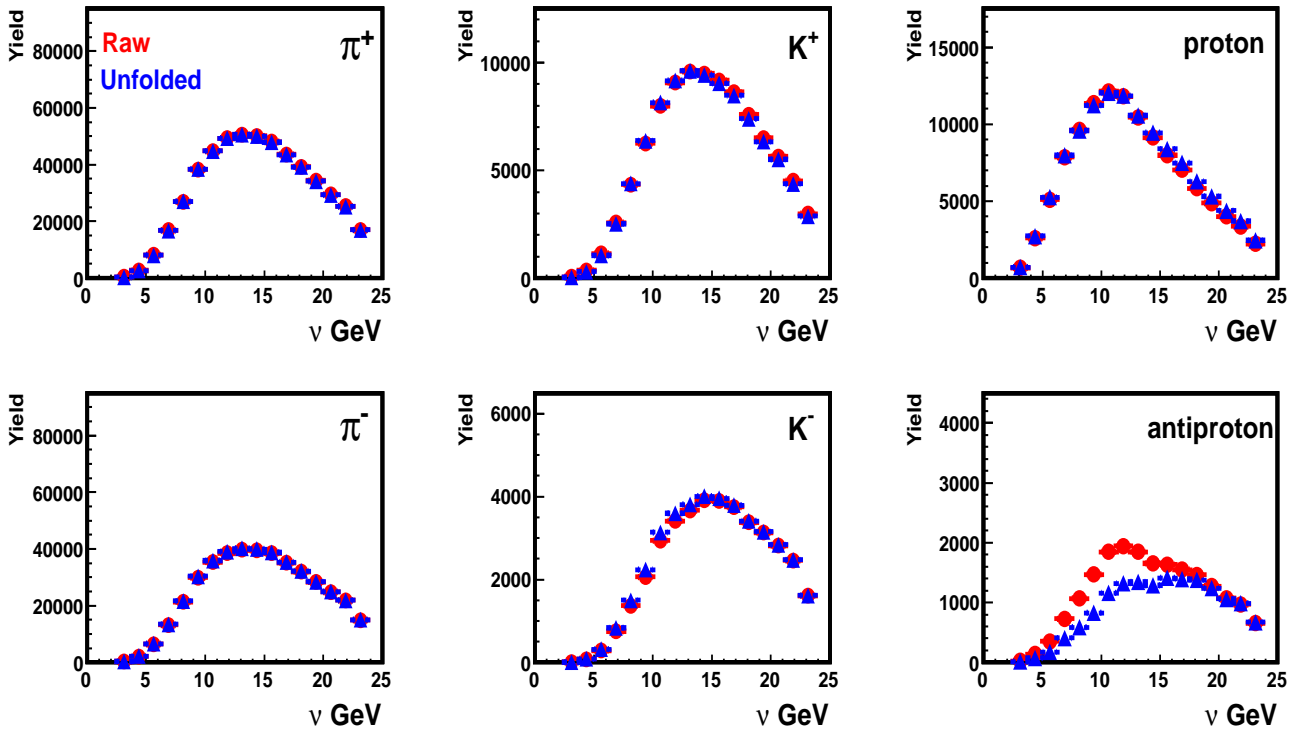 Yield
80000
60000
40000
20000
0
Raw
Unfolded
π+
0 5 10 15 20 25
ν GeV
Yield
10000
5000
0
K+
0 5 10 15 20 25
ν GeV
Yield
15000
10000
5000
0
proton
0 5 10 15 20 25
ν GeV
Yield
80000
60000
40000
20000
0
π-
0 5 10 15 20 25
ν GeV
Yield
6000
4000
2000
0
K-
0 5 10 15 20 25
ν GeV
Yield
4000
3000
2000
1000
0
antiproton
0 5 10 15 20 25
ν GeV